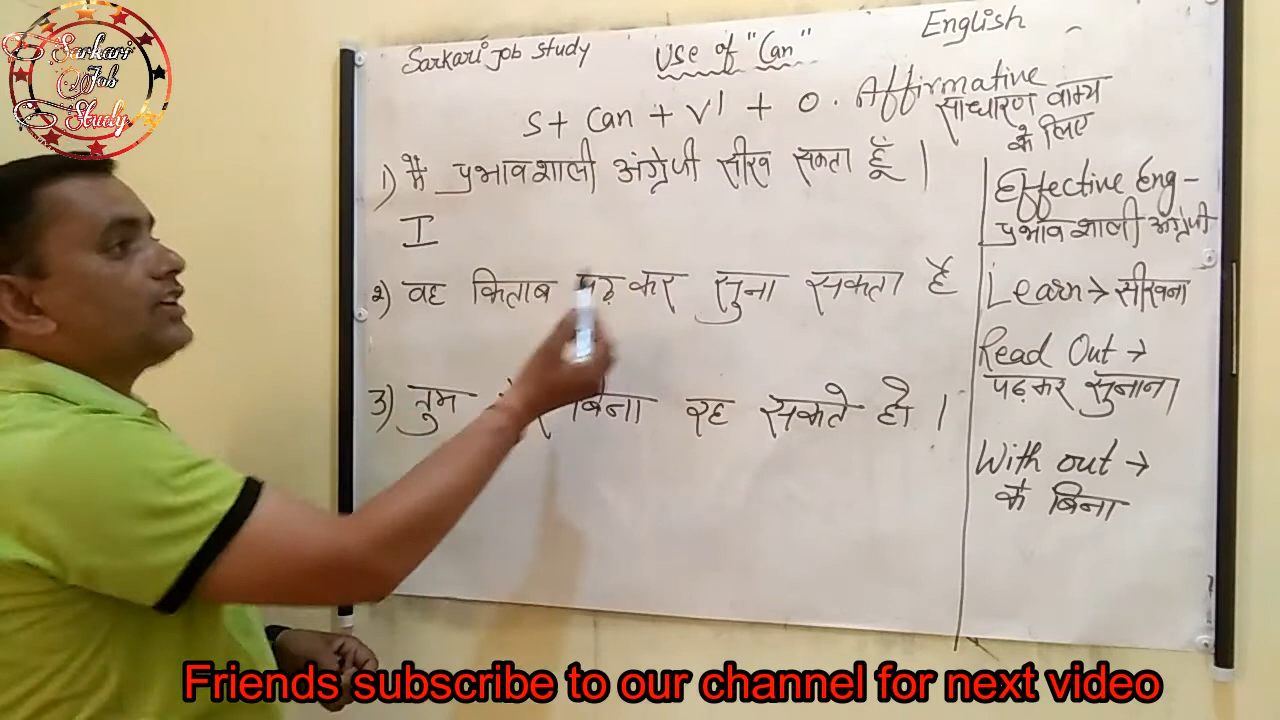 Sarkari
Job
Study
Sarkari job study
Use of "Can"
English
S + Can + V1 + O. Affirmative
साधारण वाक्य
के लिए
1) मैं प्रभावशाली अंग्रेजी सीख सकता हूँ ।
I
2) वह किताब पढ़कर सुना सकता है
3) तुम बिना रह सकते हो ।
Effective Eng-
प्रभावशाली अंग्रेजी
Learn → सीखना
Read Out →
पढ़कर सुनाना
With out →
के बिना
Friends subscribe to our channel for next video